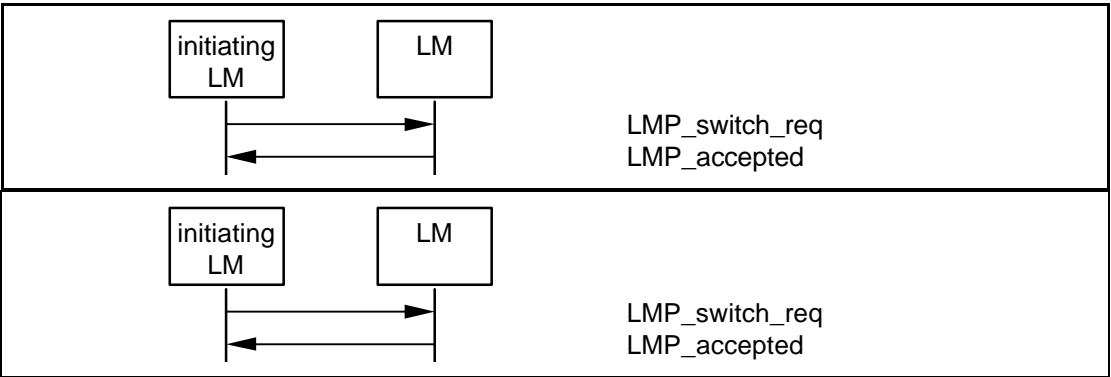 initiating
LM
LM
LMP_switch_req
LMP_accepted
initiating
LM
LM
LMP_switch_req
LMP_accepted